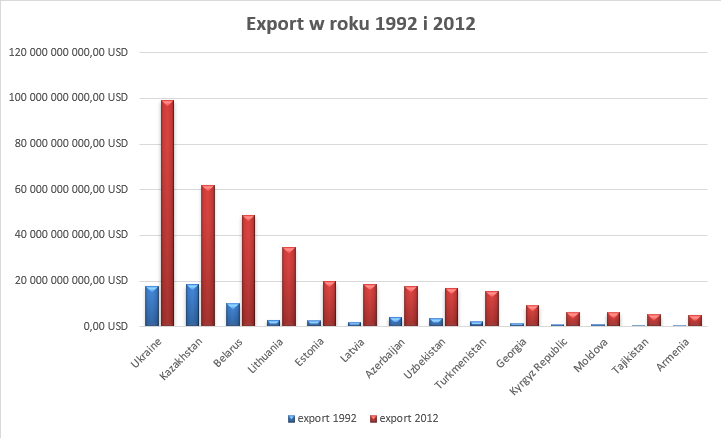 Export w roku 1992 i 2012
120 000 000 000,00 USD
100 000 000 000,00 USD
80 000 000 000,00 USD
60 000 000 000,00 USD
40 000 000 000,00 USD
20 000 000 000,00 USD
0,00 USD
Ukraine
Kazakhstan
Belarus
Lithuania
Estonia
Latvia
Azerbaijan
Uzbekistan
Turkmenistan
Georgia
Kyrgyz Republic
Moldova
Tajikistan
Armenia
export 1992 export 2012